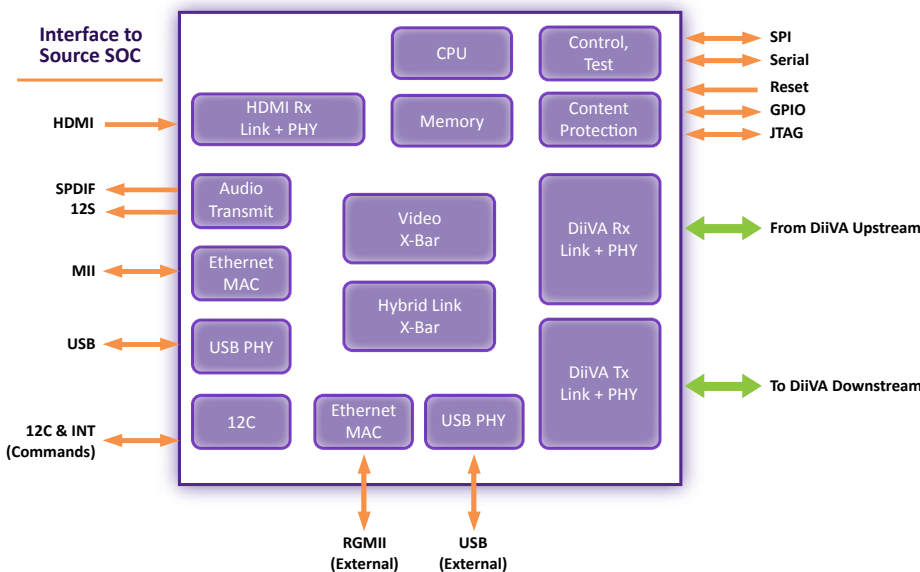 Interface to
Source SOC
HDMI
SPDIF
12S
MII
USB
12C & INT
(Commands)
CPU
Control,
Test
HDMI Rx
Link + PHY
Memory
Content
Protection
Audio
Transmit
Video
X-Bar
DiiVA Rx
Link + PHY
Ethernet
MAC
Hybrid Link
X-Bar
USB PHY
DiiVA Tx
Link + PHY
12C
Ethernet
MAC
USB PHY
SPI
Serial
Reset
GPIO
JTAG
From DiiVA Upstream
To DiiVA Downstream
RGMII
(External)
USB
(External)